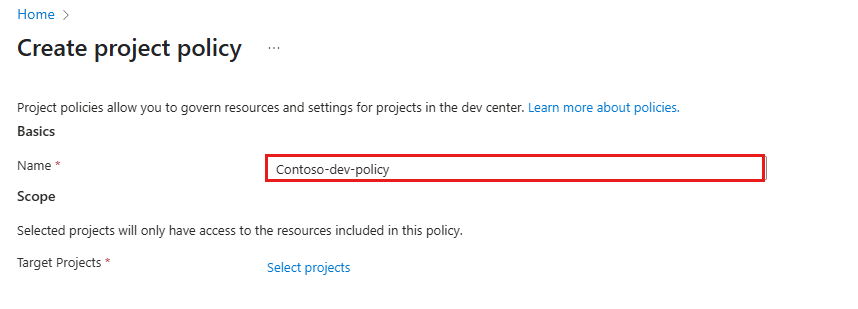 Home >
Create project policy ...
Project policies allow you to govern resources and settings for projects in the dev center. Learn more about policies.
Basics
Name * Contoso-dev-policy
Scope
Selected projects will only have access to the resources included in this policy.
Target Projects * Select projects